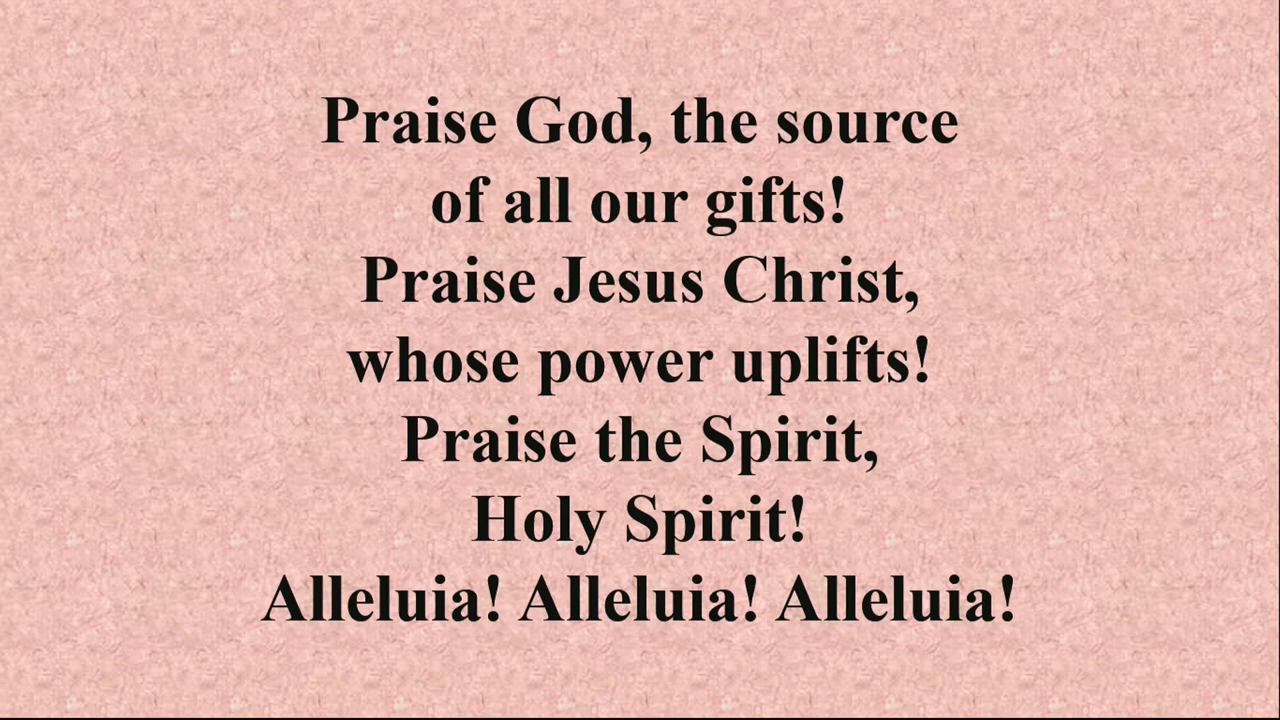 Praise God, the source
of all our gifts!
Praise Jesus Christ,
whose power uplifts!
Praise the Spirit,
Holy Spirit!
Alleluia! Alleluia! Alleluia!